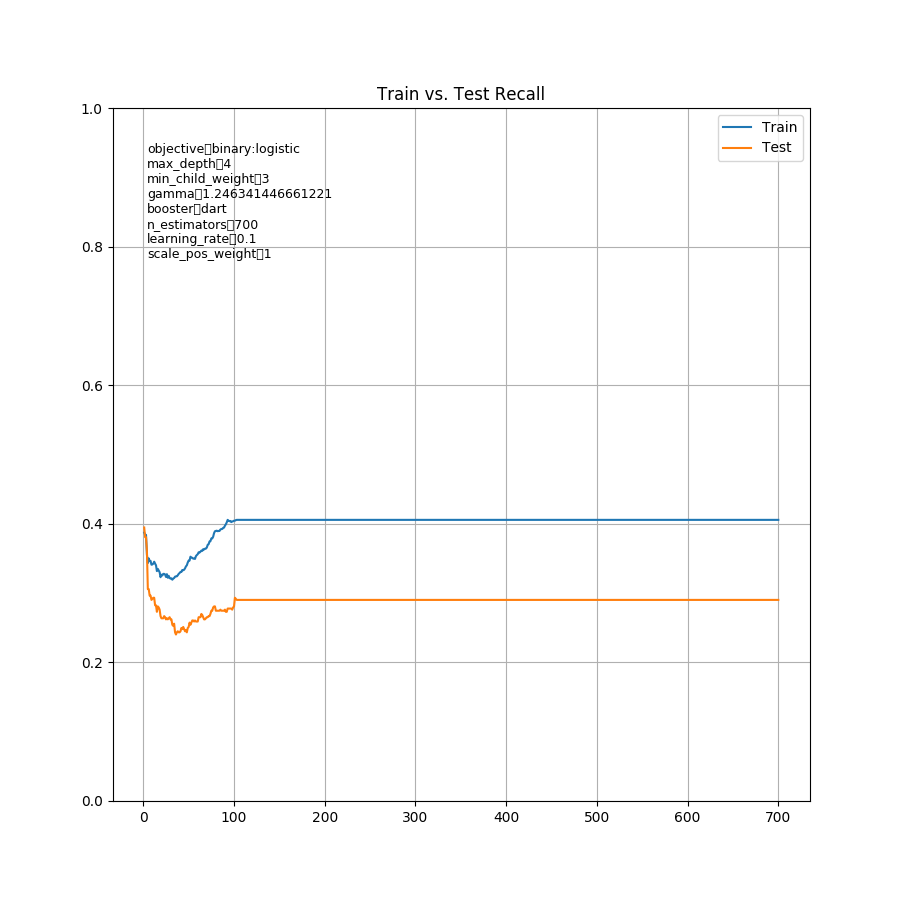 Train vs. Test Recall
1.0
0.8
0.6
0.4
0.2
0.0
objective▯binary:logistic
max_depth▯4
min_child_weight▯3
gamma▯1.246341446661221
booster▯dart
n_estimators▯700
learning_rate▯0.1
scale_pos_weight▯1
Train
Test
0 100 200 300 400 500 600 700